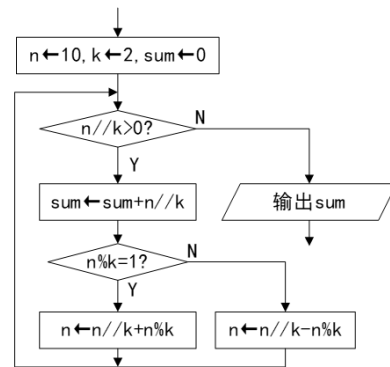 n←10, k←2, sum←0
n//k>0?
N
Y
sum←sum+n//k
输出sum
n%k=1?
N
Y
n←n//k+n%k
n←n//k-n%k